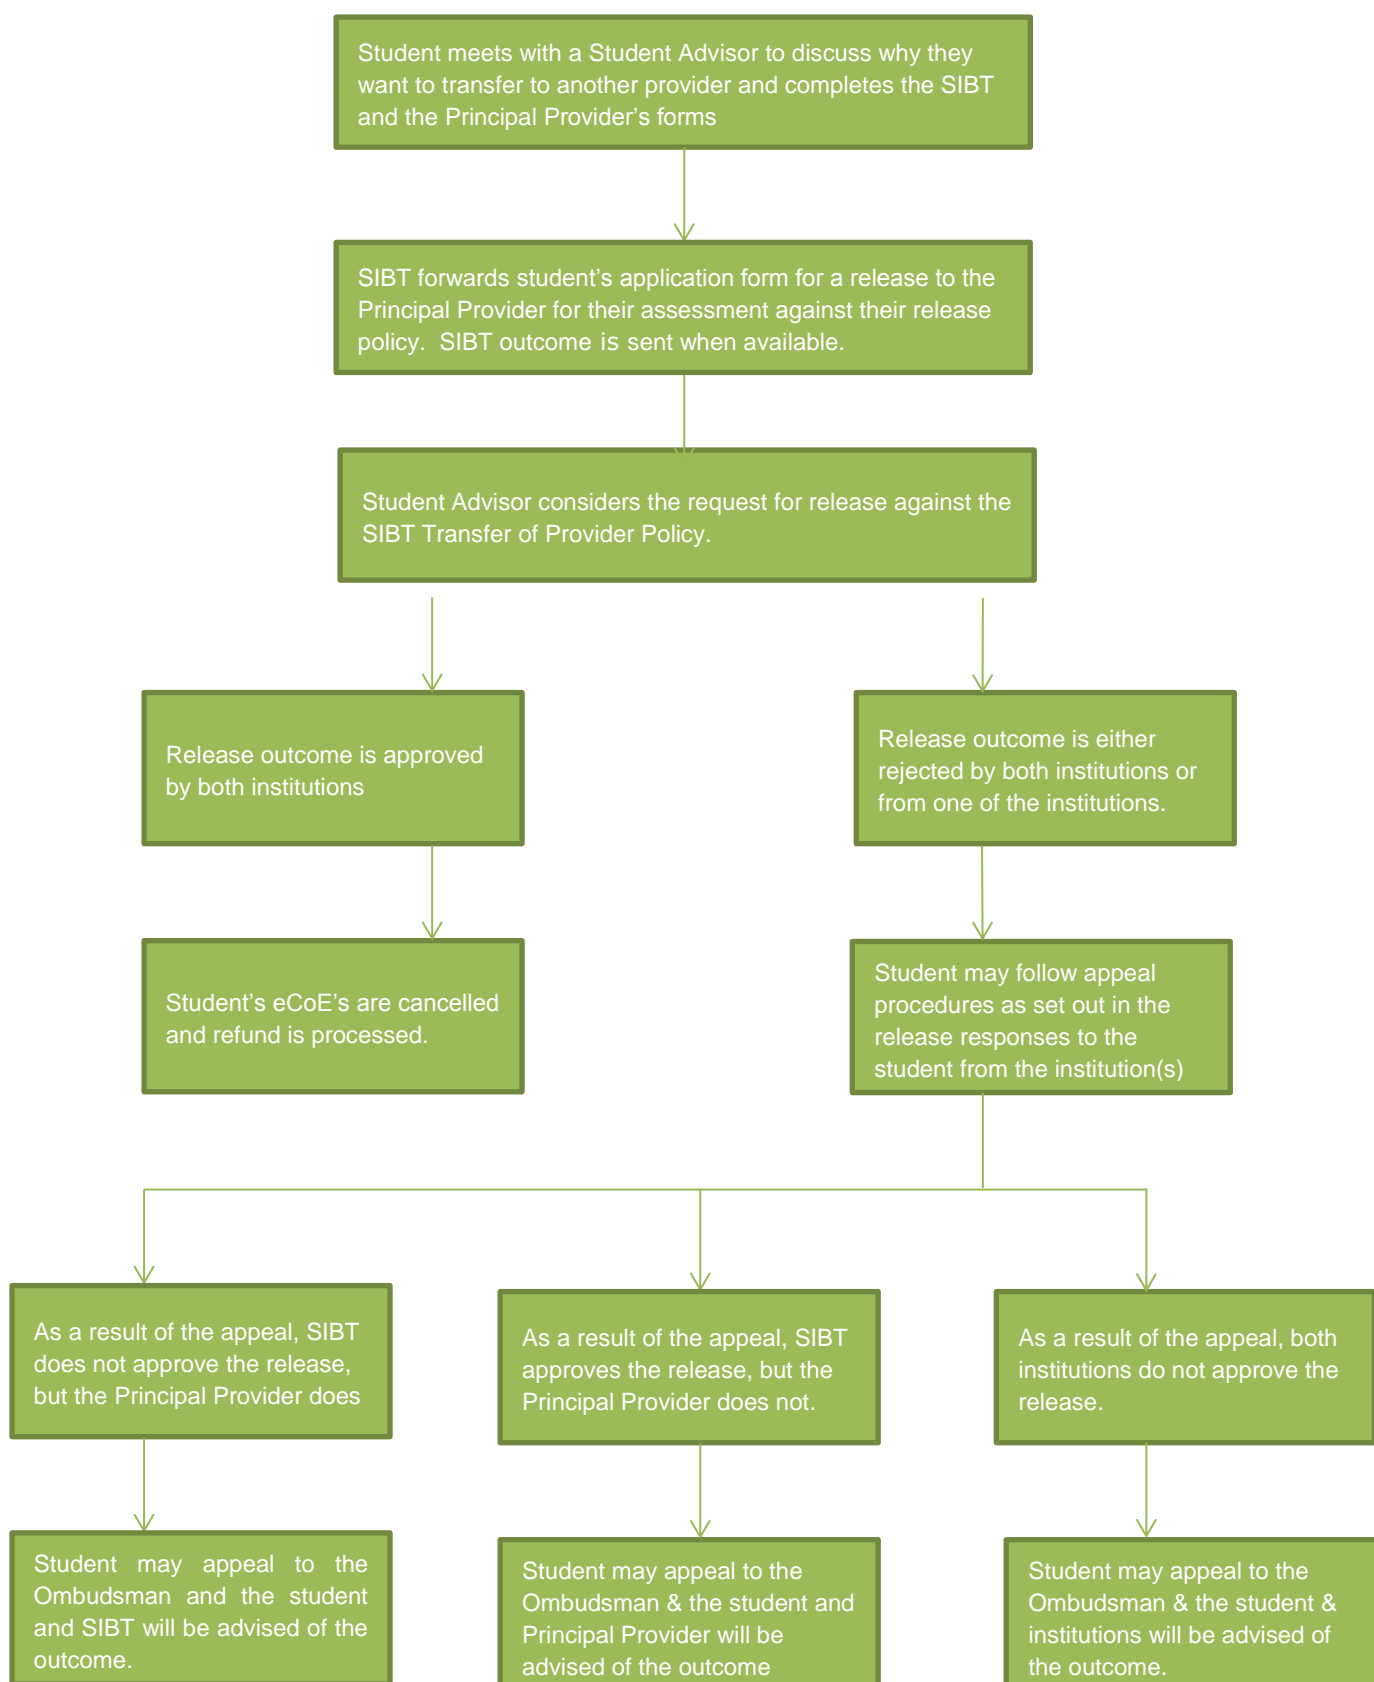 Student meets with a Student Advisor to discuss why they
want to transfer to another provider and completes the SIBT
and the Principal Provider’s forms
SIBT forwards student’s application form for a release to the
Principal Provider for their assessment against their release
policy.  SIBT outcome is sent when available.
Student Advisor considers the request for release against the
SIBT Transfer of Provider Policy.
Release outcome is approved
by both institutions
Release outcome is either
rejected by both institutions or
from one of the institutions.
Student’s eCoE’s are cancelled
and refund is processed.
Student may follow appeal
procedures as set out in the
release responses to the
student from the institution(s)
As a result of the appeal, SIBT
does not approve the release,
but the Principal Provider does
As a result of the appeal, SIBT
approves the release, but the
Principal Provider does not.
As a result of the appeal, both
institutions do not approve the
release.
Student may appeal to the
Ombudsman and the student
and SIBT will be advised of the
outcome.
Student may appeal to the
Ombudsman & the student and
Principal Provider will be
advised of the outcome
Student may appeal to the
Ombudsman & the student &
institutions will be advised of
the outcome.